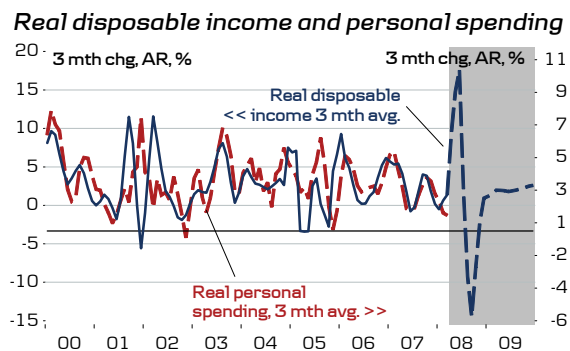 Real disposable income and personal spending
3 mth chg, AR, %
3 mth chg, AR, %
20
15
10
5
0
-5
-10
-15
11
9
7
5
3
1
-2
-4
-6
Real disposable
<< income 3 mth avg.
Real personal
spending, 3 mth avg. >>
00 01 02 03 04 05 06 07 08 09